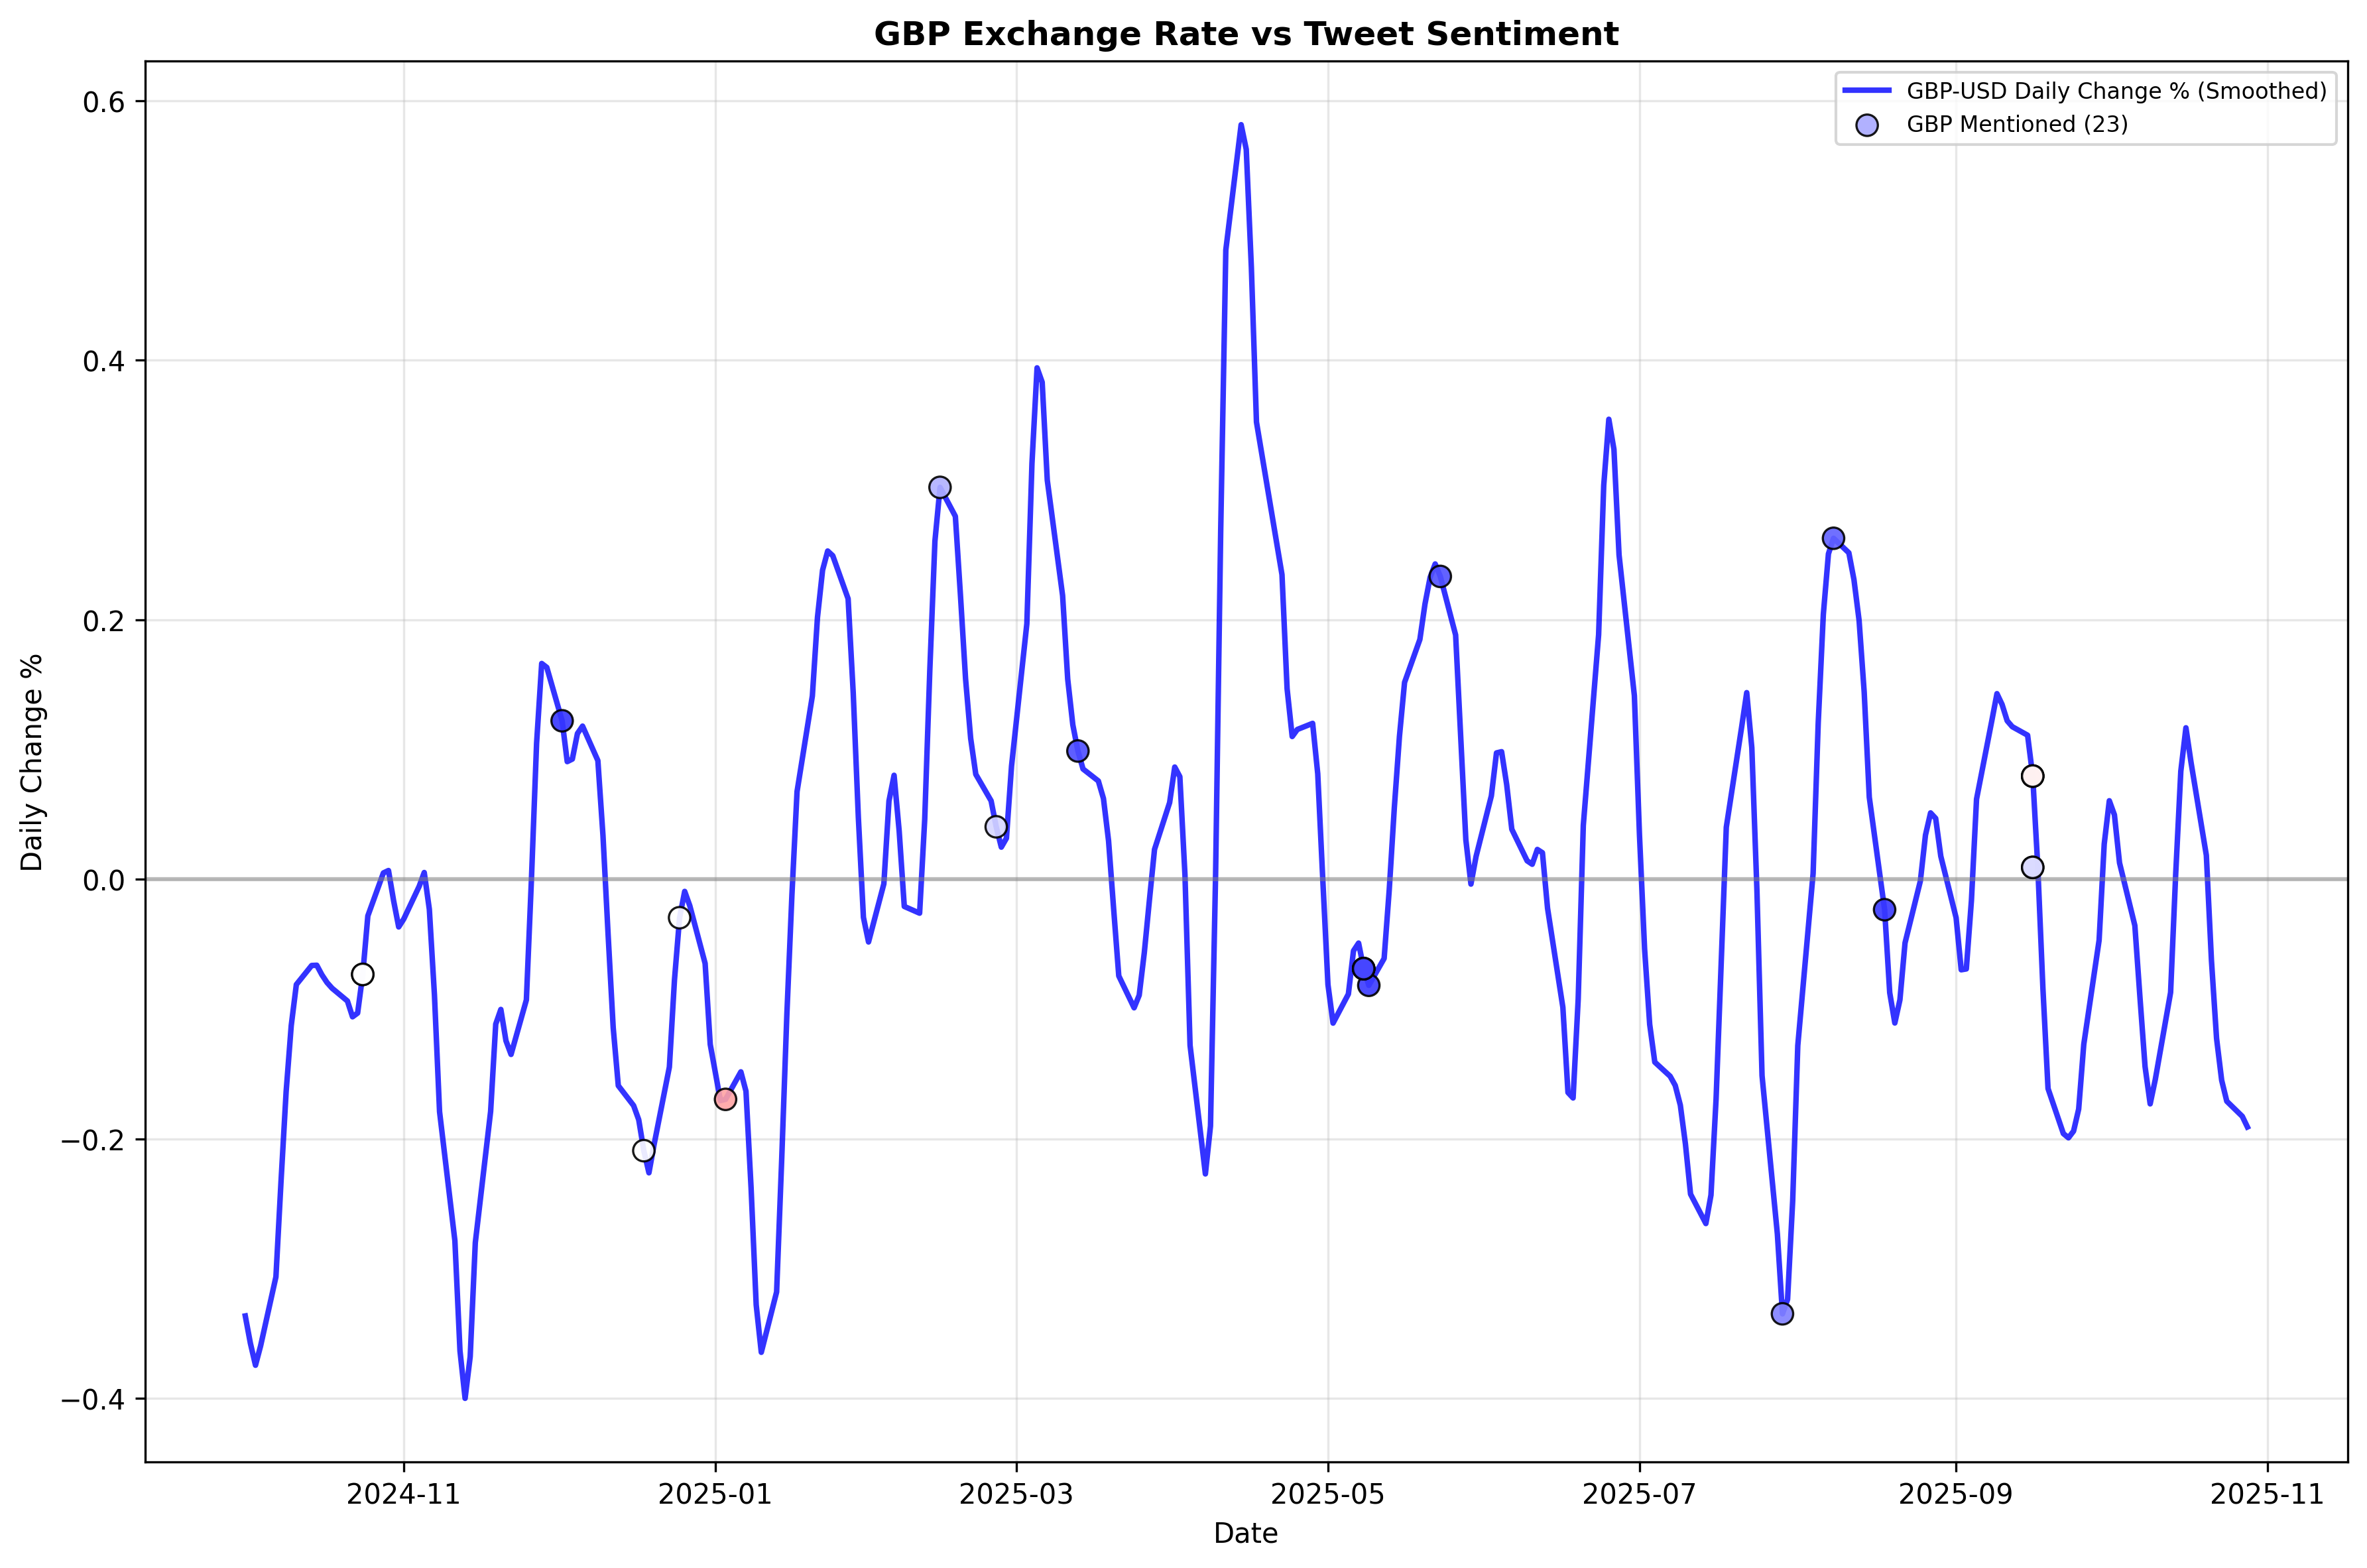 GBP Exchange Rate vs Tweet Sentiment
GBP-USD Daily Change % (Smoothed)
GBP Mentioned (23)
Daily Change %
0.6
0.4
0.2
0.0
−0.2
−0.4
2024-11
2025-01
2025-03
2025-05
2025-07
2025-09
2025-11
Date